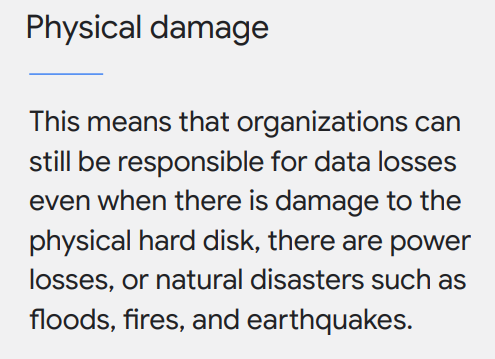 Physical damage
This means that organizations can
still be responsible for data losses
even when there is damage to the
physical hard disk, there are power
losses, or natural disasters such as
floods, fires, and earthquakes.